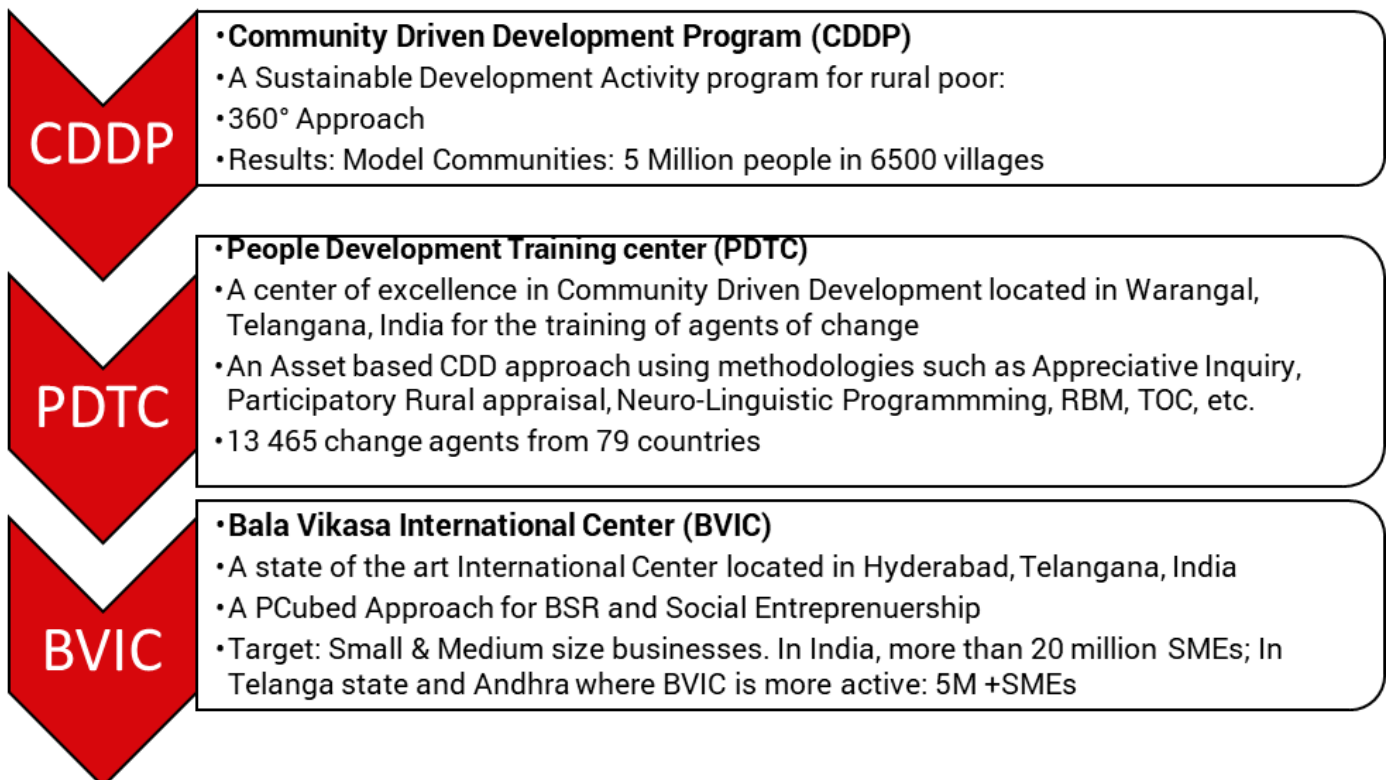 CDDP
•Community Driven Development Program (CDDP)
•A Sustainable Development Activity program for rural poor:
•360° Approach
•Results: Model Communities: 5 Million people in 6500 villages
PDTC
•People Development Training center (PDTC)
•A center of excellence in Community Driven Development located in Warangal,
Telangana, India for the training of agents of change
•An Asset based CDD approach using methodologies such as Appreciative Inquiry,
Participatory Rural appraisal, Neuro-Linguistic Programmming, RBM, TOC, etc.
•13 465 change agents from 79 countries
BVIC
•Bala Vikasa International Center (BVIC)
•A state of the art International Center located in Hyderabad, Telangana, India
•A PCubed Approach for BSR and Social Entreprenuership
•Target: Small & Medium size businesses. In India, more than 20 million SMEs; In
Telanga state and Andhra where BVIC is more active: 5M +SMEs